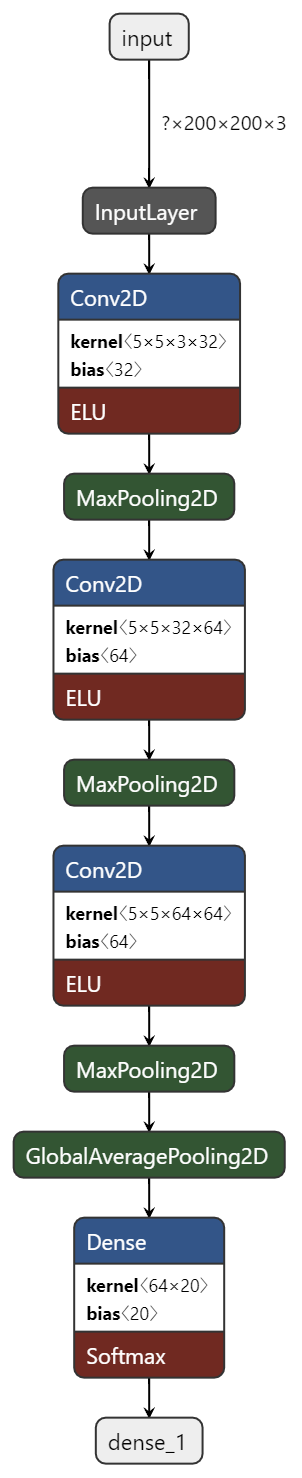 input
?×200×200×3
InputLayer
Conv2D
kernel〈5×5×3×32〉
bias〈32〉
ELU
MaxPooling2D
Conv2D
kernel〈5×5×32×64〉
bias〈64〉
ELU
MaxPooling2D
Conv2D
kernel〈5×5×64×64〉
bias〈64〉
ELU
MaxPooling2D
GlobalAveragePooling2D
Dense
kernel〈64×20〉
bias〈20〉
Softmax
dense_1